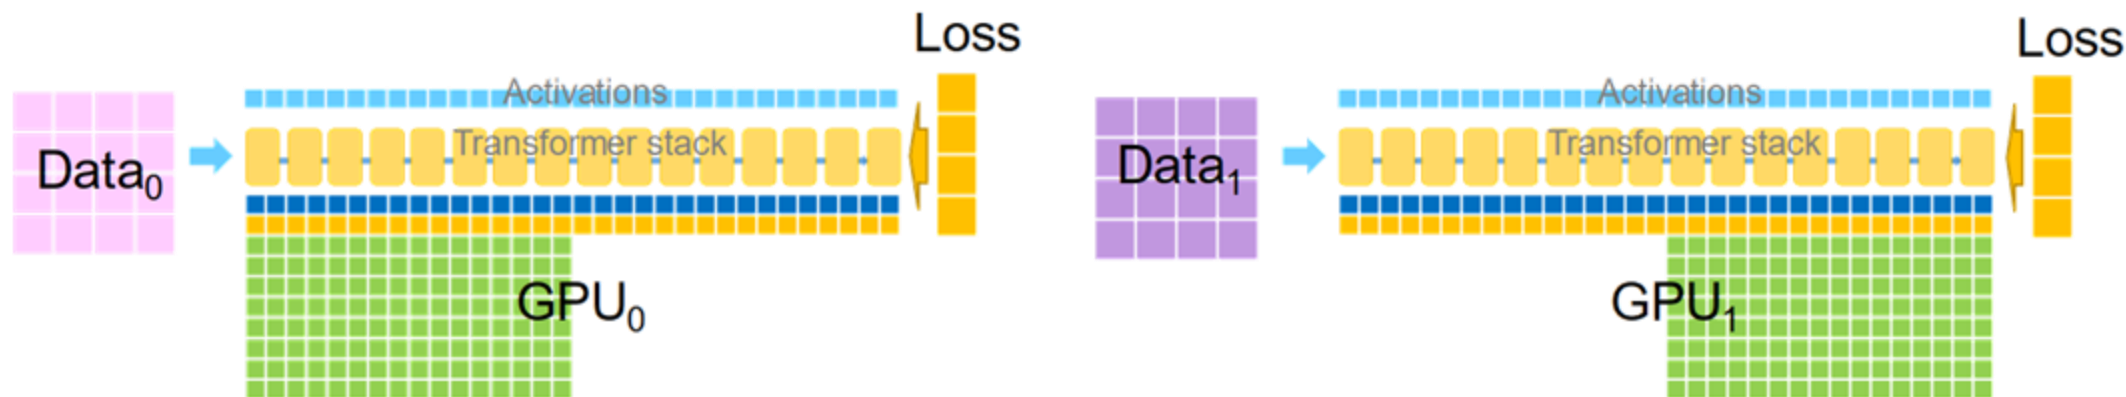 Loss
Activations
Transformer stack
Data₀
GPU₀
Loss
Activations
Transformer stack
Data₁
GPU₁